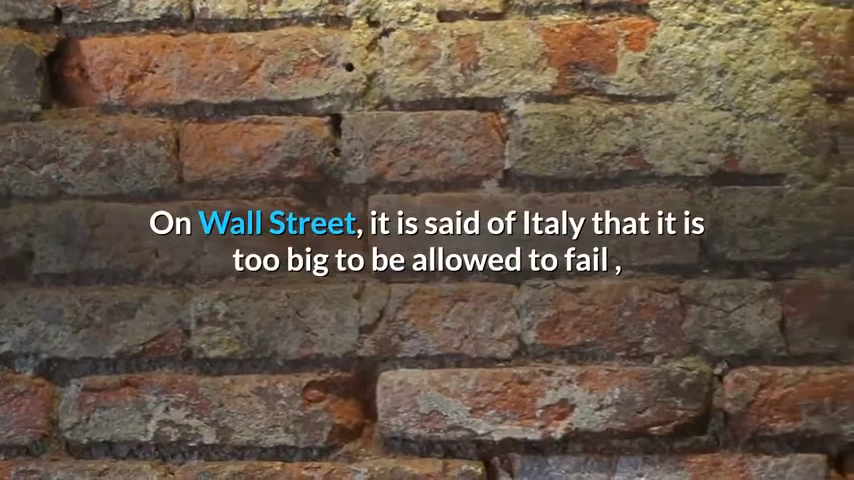 On Wall Street, it is said of Italy that it is
too big to be allowed to fail ,